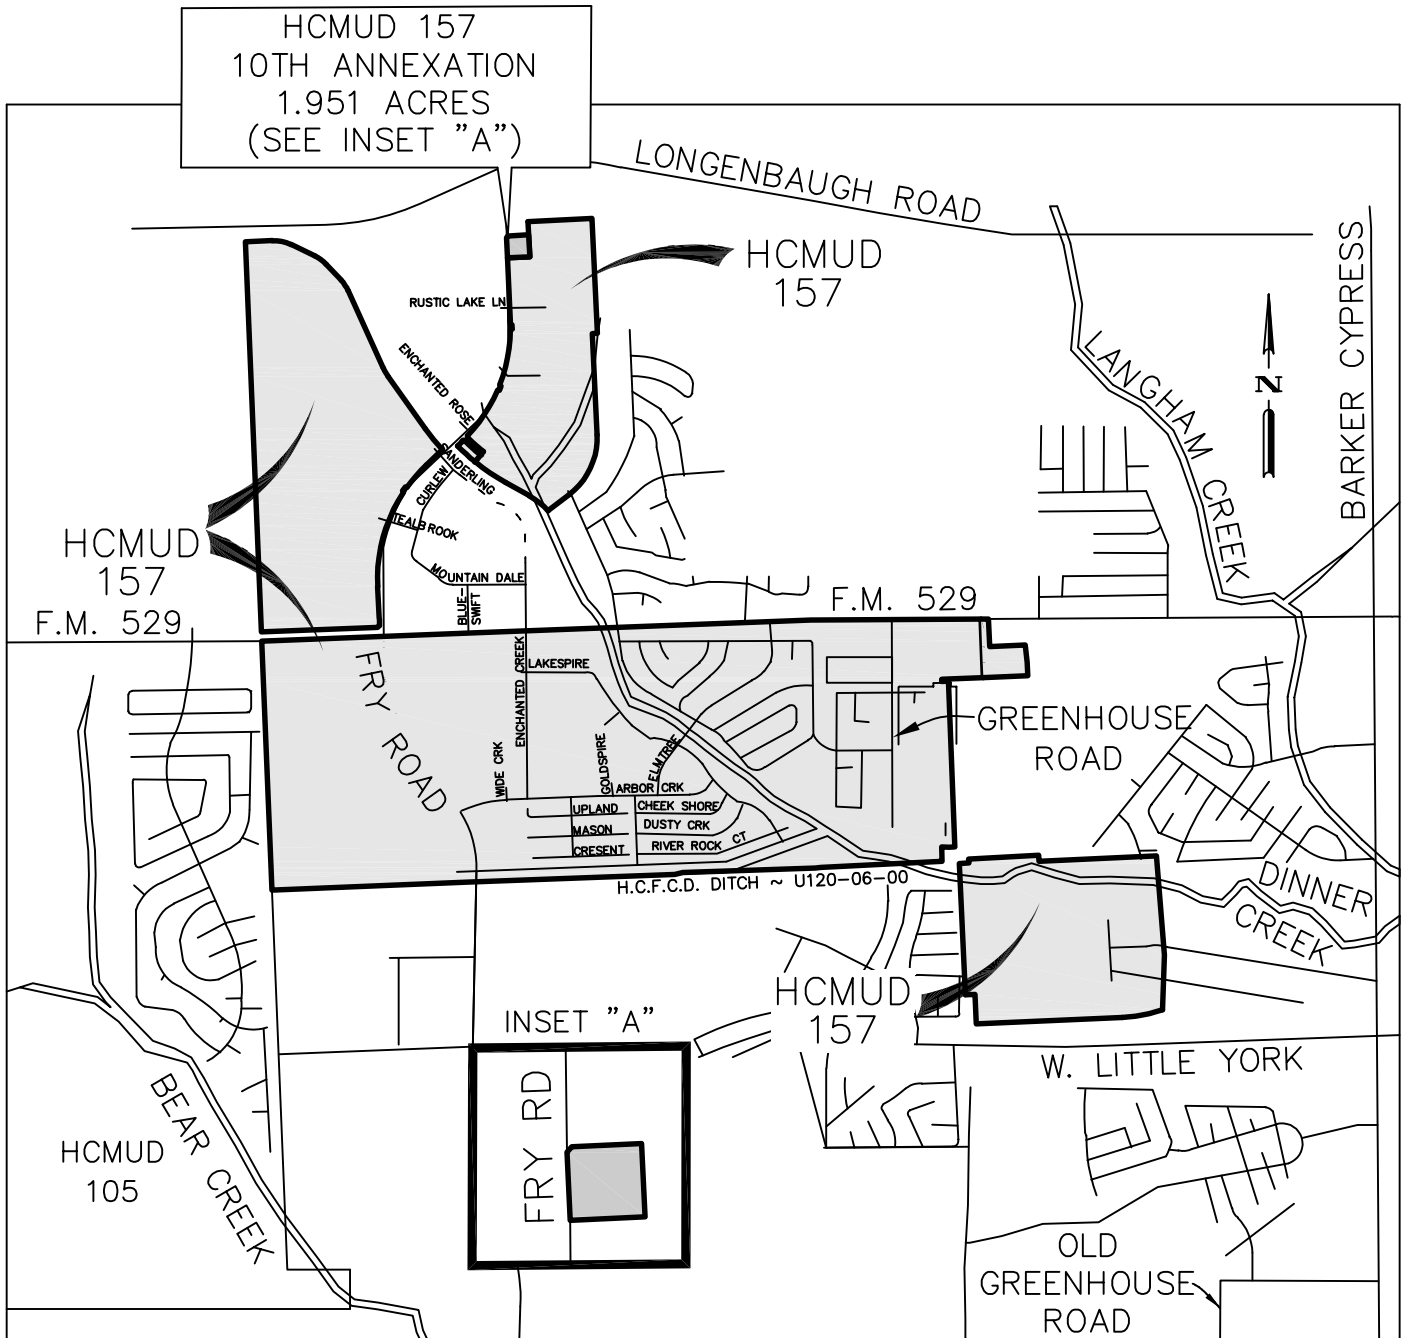 HCMUD 157
10TH ANNEXATION
1.951 ACRES
(SEE INSET "A")
LONGENBAUGH ROAD
HCMUD
157
BARKER CYPRESS
LANGHAM CREEK
N
RUSTIC LAKE LN
ENCHANTED ROSE
SANDERLING
CURLEW
TEALBROOK
HCMUD
157
MOUNTAIN DALE
BLUE-
SWIFT
F.M. 529
F.M. 529
FRY ROAD
ENCHANTED CREEK
LAKESPIRE
WIDE CRK
GOLDSPIRE
ELMTREE
GREENHOUSE
ROAD
ARBOR CRK
UPLAND
CHEEK SHORE
MASON
DUSTY CRK
CRESENT
RIVER ROCK CT
H.C.F.C.D. DITCH ~ U120-06-00
DINNER
CREEK
HCMUD
157
INSET "A"
W. LITTLE YORK
FRY RD
BEAR CREEK
HCMUD
105
OLD
GREENHOUSE
ROAD